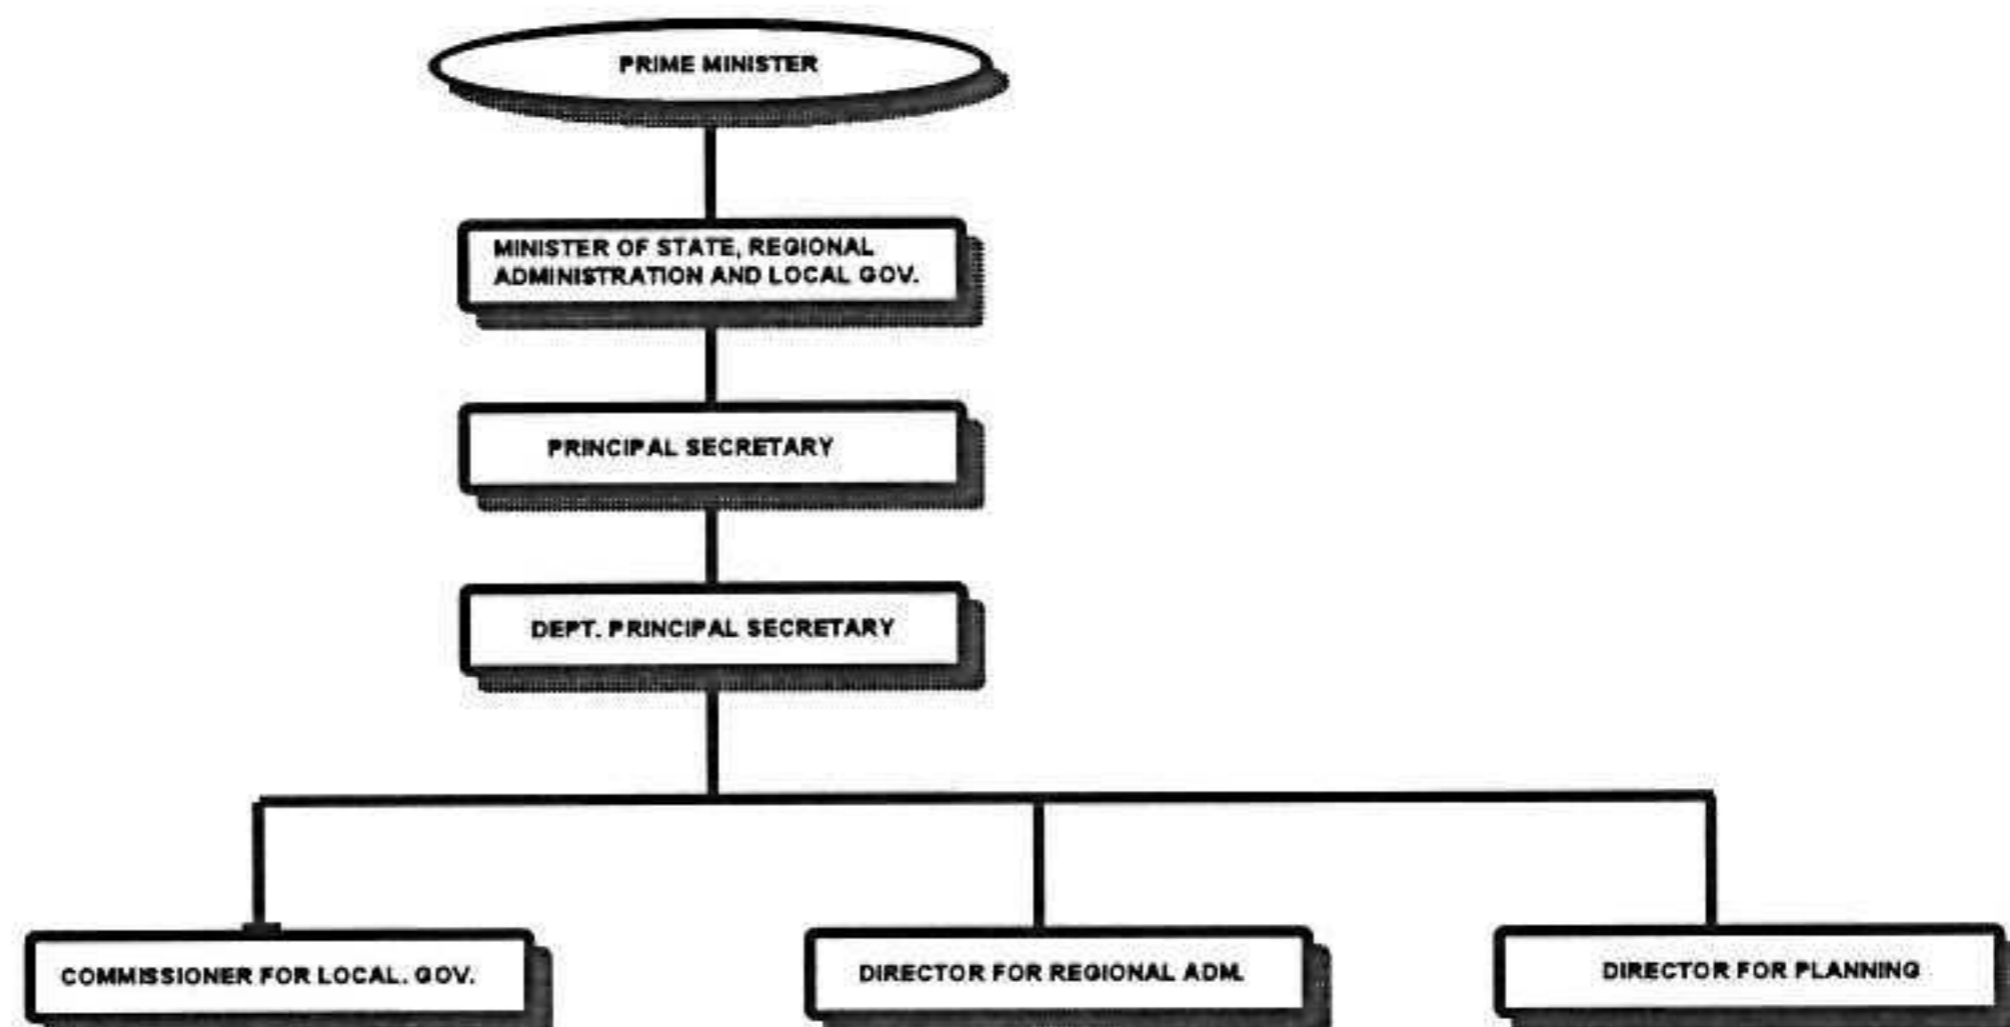 PRIME MINISTER
MINISTER OF STATE, REGIONAL
ADMINISTRATION AND LOCAL GOV.
PRINCIPAL SECRETARY
DEPT. PRINCIPAL SECRETARY
COMMISSIONER FOR LOCAL. GOV.
DIRECTOR FOR REGIONAL ADM.
DIRECTOR FOR PLANNING